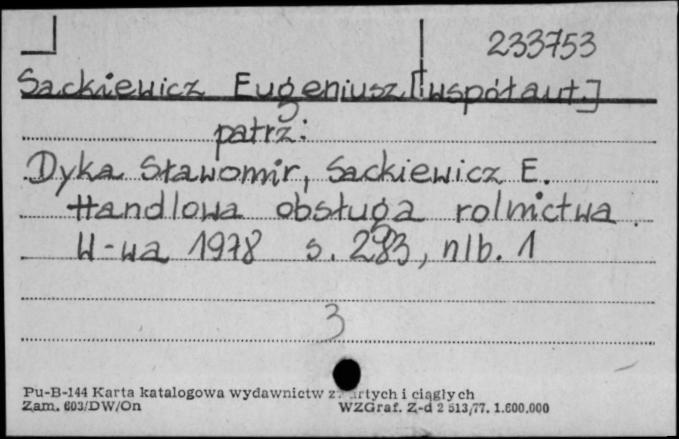 233753
Sackiewicz Eugeniusz [współaut.]
patrz:
Dyka Sławomir, Sackiewicz E.
Handlowa obsługa rolnictwa.
W-wa 1978 s. 283, nlb. 1
3
Pu-B-144 Karta katalogowa wydawnictw i ciągłych
Zam. 603/DW/On WZGraf. Z-d 2 513/77. 1.600.000